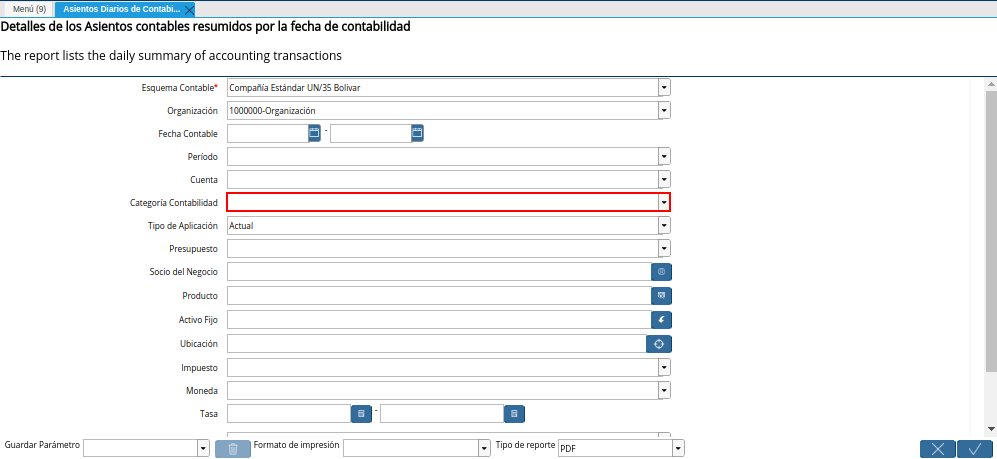 Menú (9)
Asientos Diarios de Contabi...
Detalles de los Asientos contables resumidos por la fecha de contabilidad
The report lists the daily summary of accounting transactions
Esquema Contable* Compañía Estándar UN/35 Bolivar
Organización 1000000-Organización
Fecha Contable -
Período
Cuenta
Categoría Contabilidad
Tipo de Aplicación Actual
Presupuesto
Socio del Negocio
Producto
Activo Fijo
Ubicación
Impuesto
Moneda
Tasa -
Guardar Parámetro Formato de impresión Tipo de reporte PDF